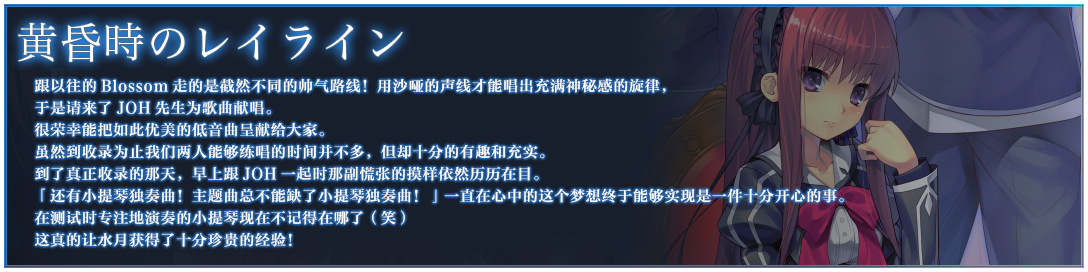 黄昏時のレイライン
跟以往的 Blossom 走的是截然不同的帅气路线！用沙哑的声线才能唱出充满神秘感的旋律，
于是请来了 JOH 先生为歌曲献唱。
很荣幸能把如此优美的低音曲呈献给大家。
虽然到收录为止我们两人能够练唱的时间并不多，但却十分的有趣和充实。
到了真正收录的那天，早上跟 JOH 一起时那副慌张的摸样依然历历在目。
「还有小提琴独奏曲！主题曲总不能缺了小提琴独奏曲！」一直在心中的这个梦想终于能够实现是一件十分开心的事。
在测试时专注地演奏的小提琴现在不记得在哪了（笑）
这真的让水月获得了十分珍贵的经验！